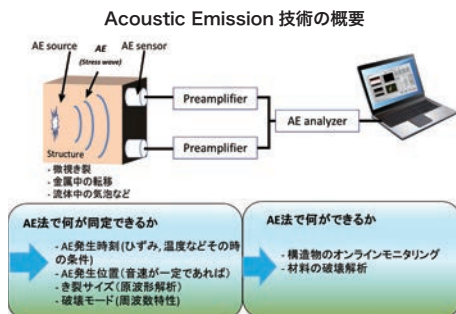 Acoustic Emission 技術の概要
AE source
AE
(Stress wave)
AE sensor
Preamplifier
Preamplifier
AE analyzer
Structure
- 微視き裂
- 金属中の転移
- 流体中の気泡など
AE法で何が同定できるか
- AE発生時刻(ひずみ,温度などその時
の条件)
- AE発生位置(音速が一定であれば)
- き裂サイズ(原波形解析)
- 破壊モード(周波数特性)
AE法で何ができるか
- 構造物のオンラインモニタリング
- 材料の破壊解析